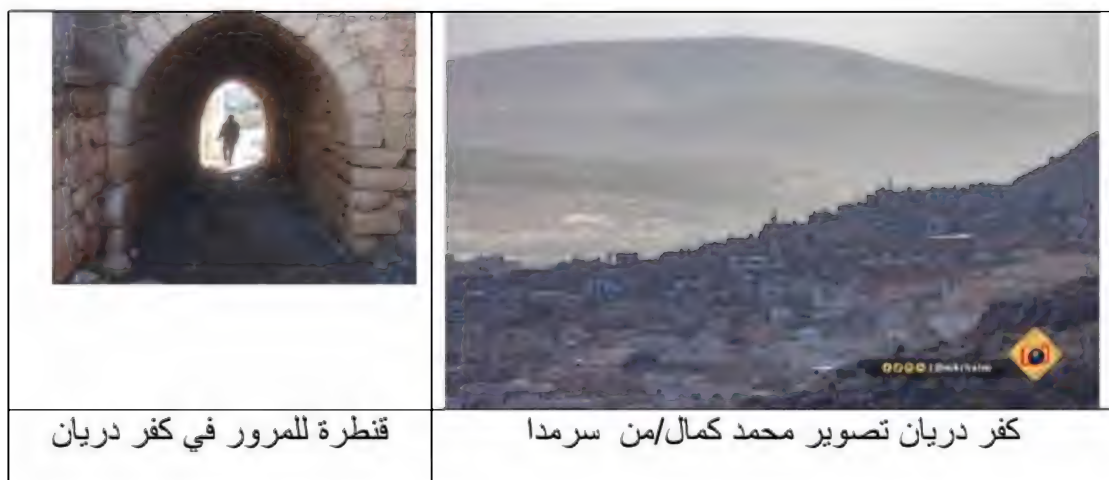 كفر دريان تصوير محمد كمال/من سرمدا
قنطرة للمرور في كفر دريان